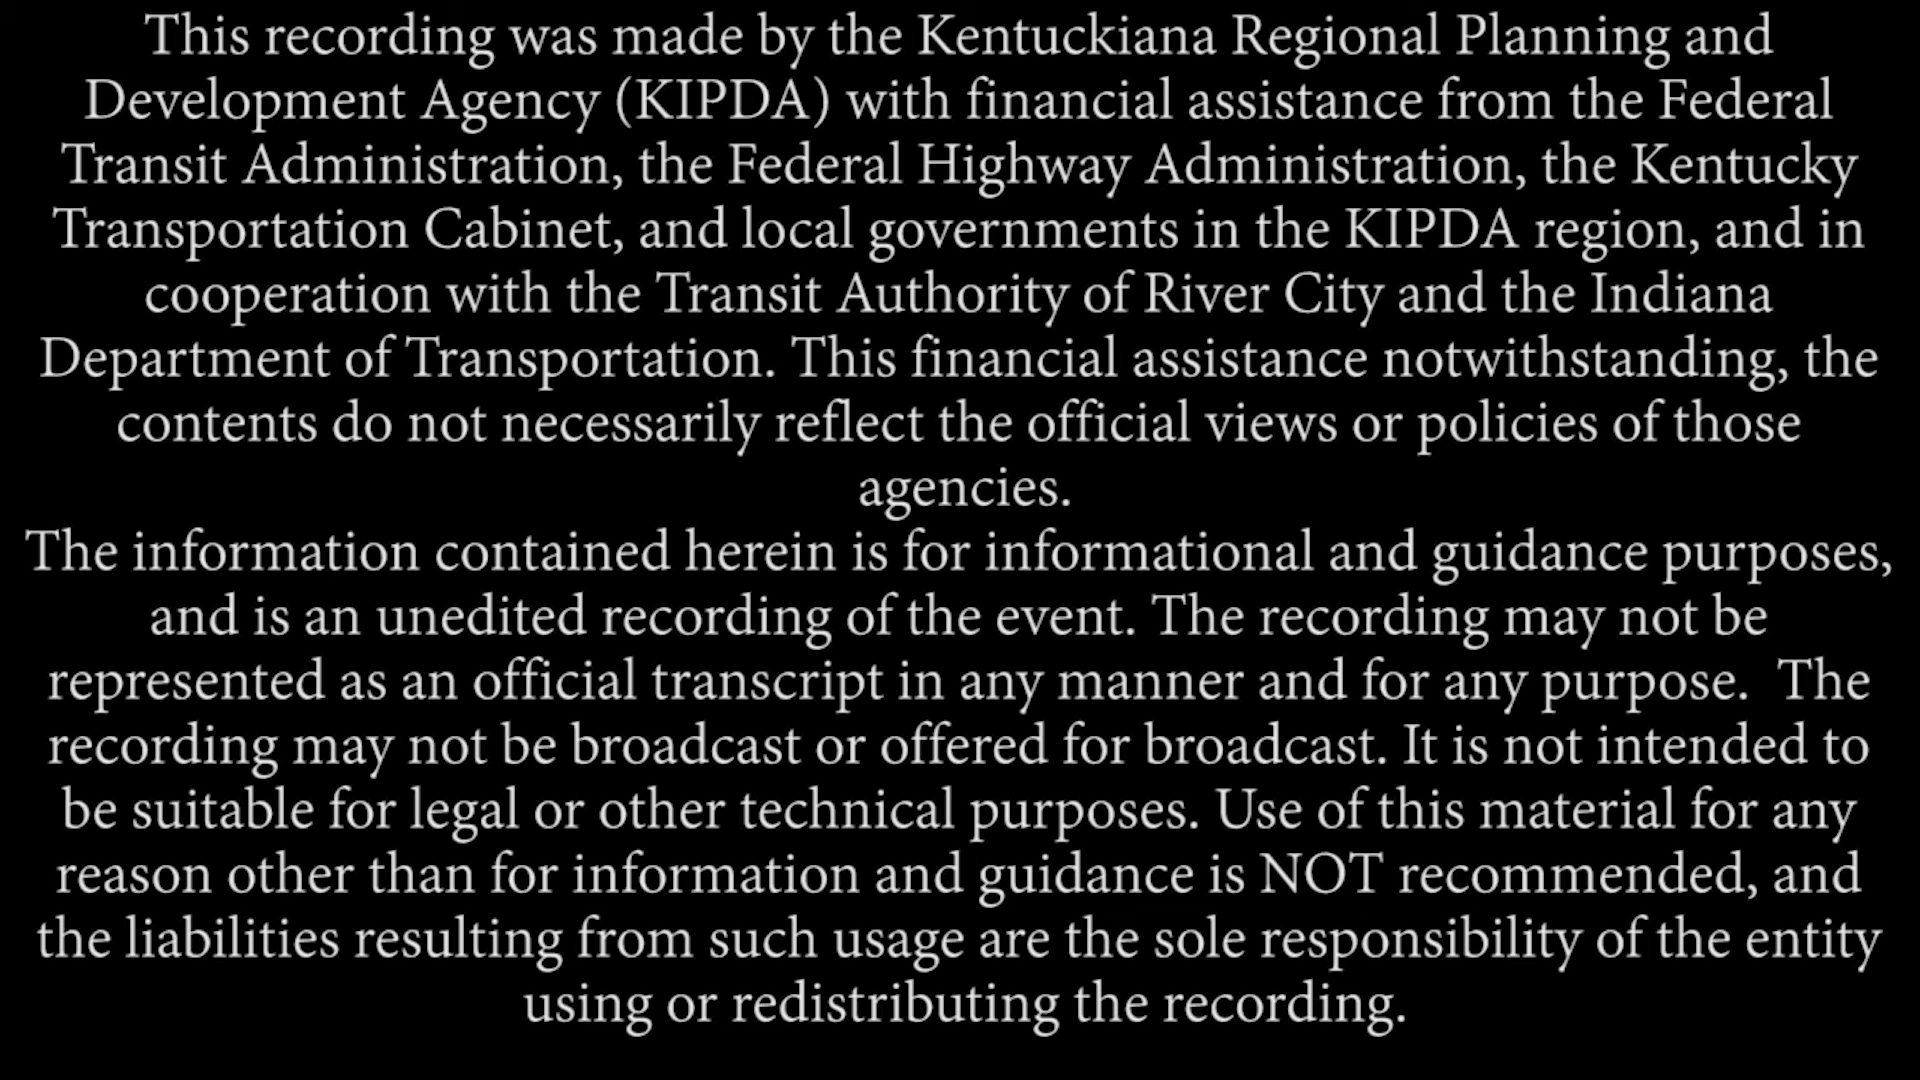 This recording was made by the Kentuckiana Regional Planning and
Development Agency (KIPDA) with financial assistance from the Federal
Transit Administration, the Federal Highway Administration, the Kentucky
Transportation Cabinet, and local governments in the KIPDA region, and in
cooperation with the Transit Authority of River City and the Indiana
Department of Transportation. This financial assistance notwithstanding, the
contents do not necessarily reflect the official views or policies of those
agencies.
The information contained herein is for informational and guidance purposes,
and is an unedited recording of the event. The recording may not be
represented as an official transcript in any manner and for any purpose.  The
recording may not be broadcast or offered for broadcast. It is not intended to
be suitable for legal or other technical purposes. Use of this material for any
reason other than for information and guidance is NOT recommended, and
the liabilities resulting from such usage are the sole responsibility of the entity
using or redistributing the recording.